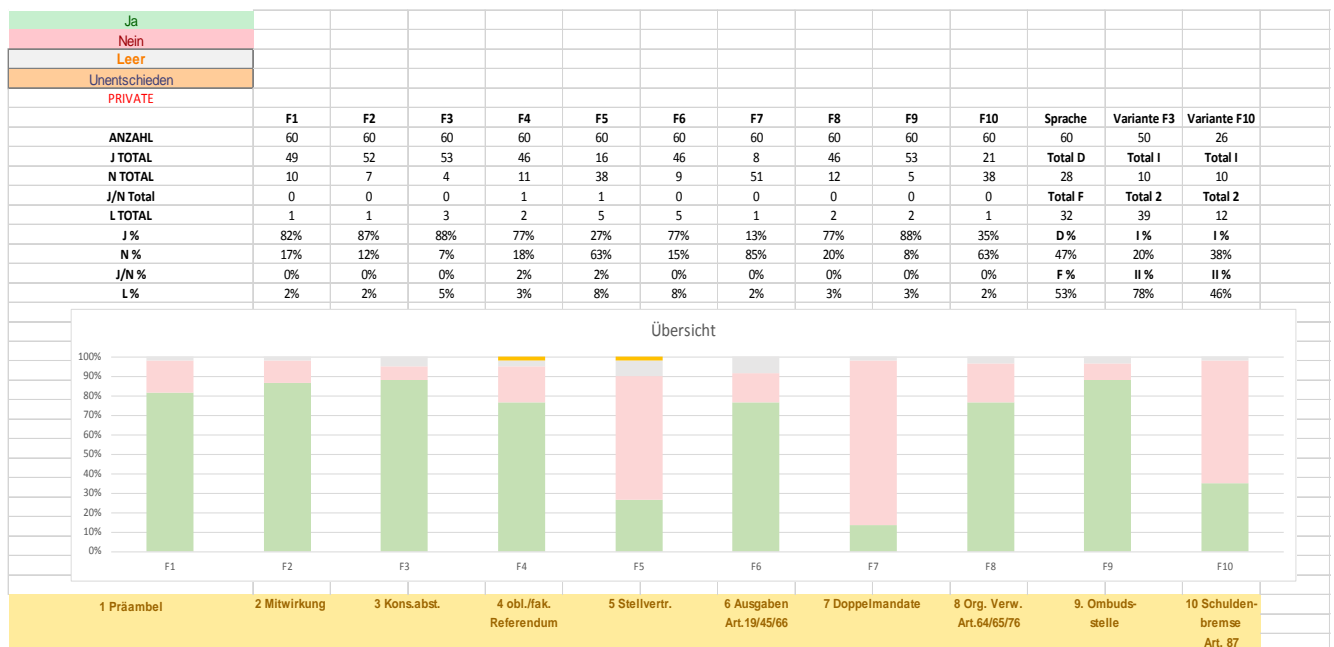 Ja
Nein
Leer
Unentschieden
PRIVATE
F1 F2 F3 F4 F5 F6 F7 F8 F9 F10 Sprache Variante F3 Variante F10
ANZAHL 60 60 60 60 60 60 60 60 60 60 60 50 26
J TOTAL 49 52 53 46 16 46 8 46 53 21 Total D Total I Total I
N TOTAL 10 7 4 11 38 9 51 12 5 38 28 10 10
J/N Total 0 0 0 1 1 0 0 0 0 0 Total F Total 2 Total 2
L TOTAL 1 1 3 2 5 5 1 2 2 1 32 39 12
J % 82% 87% 88% 77% 27% 77% 13% 77% 88% 35% D % I % I %
N % 17% 12% 7% 18% 63% 15% 85% 20% 8% 63% 47% 20% 38%
J/N % 0% 0% 0% 2% 2% 0% 0% 0% 0% 0% F % II % II %
L % 2% 2% 5% 3% 8% 8% 2% 3% 3% 2% 53% 78% 46%
Übersicht
100%
90%
80%
70%
60%
50%
40%
30%
20%
10%
0%
F1 F2 F3 F4 F5 F6 F7 F8 F9 F10
1 Präambel 2 Mitwirkung 3 Kons.abst. 4 obl./fak. 5 Stellvertr. 6 Ausgaben 7 Doppelmandate 8 Org. Verw. 9. Ombuds- 10 Schulden-
Referendum Art.19/45/66 Art.64/65/76 stelle bremse
Art. 87